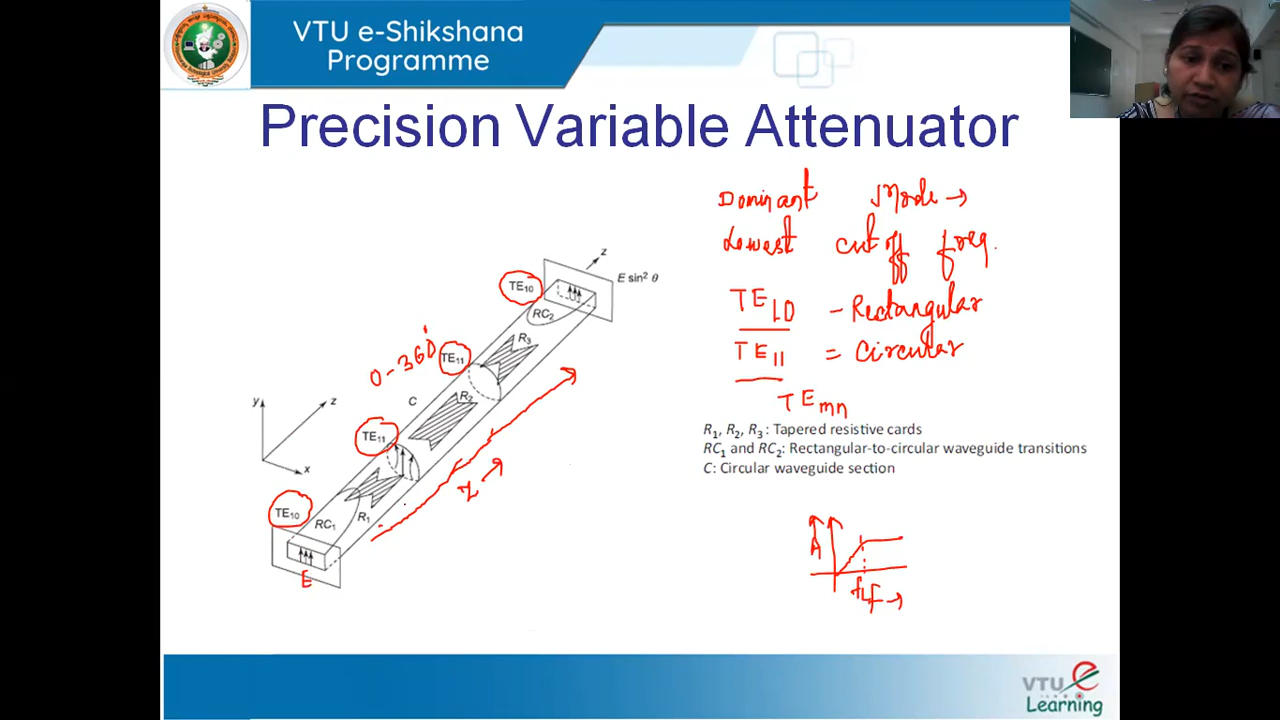 VTU e-Shikshana
Programme
Precision Variable Attenuator
Dominant Mode →
Lowest cut off freq.
TE10 - Rectangular
TE11 = Circular
TEmn
R1, R2, R3 : Tapered resistive cards
RC1 and RC2: Rectangular-to-circular waveguide transitions
C: Circular waveguide section
z
E sin² θ
TE10
RC2
R3
0-360°
TE11
R2
C
y
z
TE11
x
z →
TE10
RC1
R1
E
A
fL
f →
VTU e
Learning